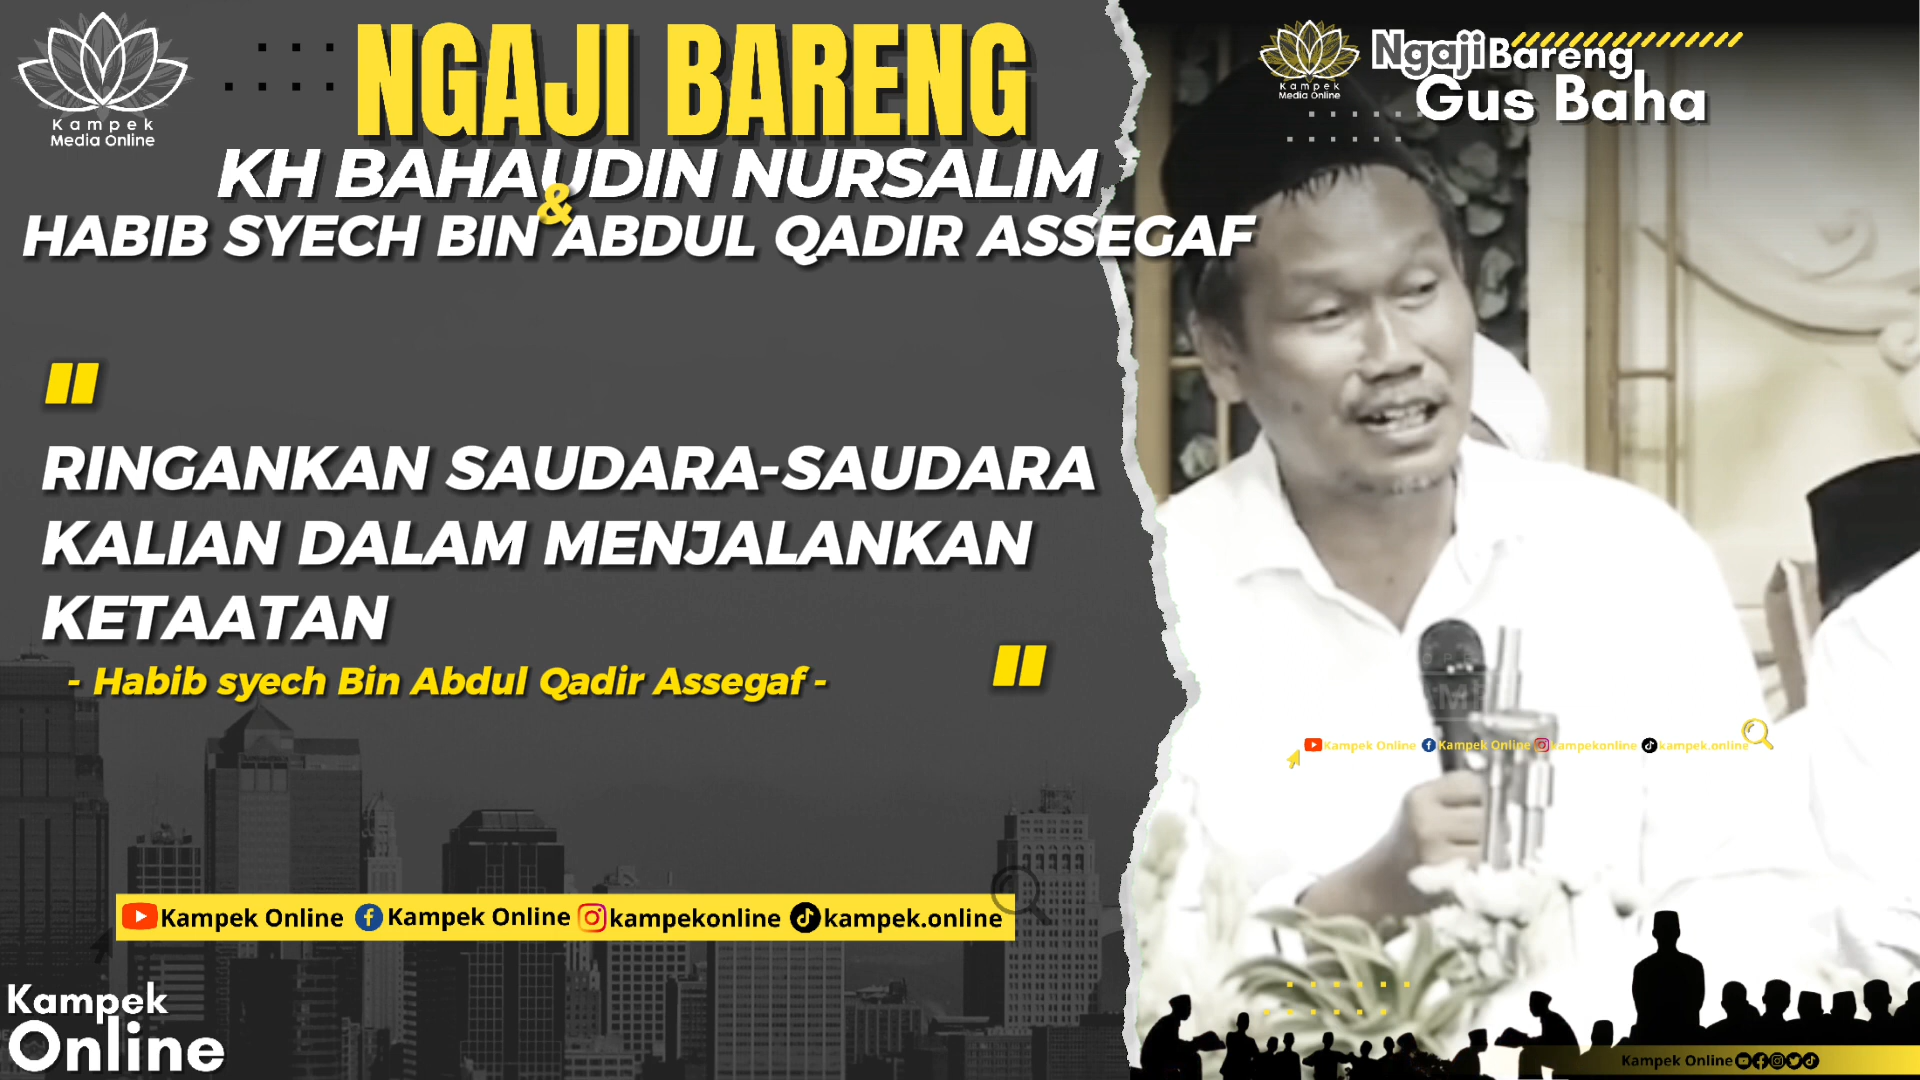 Kampek
Media Online
NGAJI BARENG
KH BAHAUDIN NURSALIM
&
HABIB SYECH BIN ABDUL QADIR ASSEGAF
"
RINGANKAN SAUDARA-SAUDARA
KALIAN DALAM MENJALANKAN
KETAATAN
- Habib syech Bin Abdul Qadir Assegaf -
"
Kampek Online Kampek Online kampekonline kampek.online
Kampek
Online
Kampek
Media Online
Ngaji Bareng
Gus Baha
Kampek Online Kampek Online kampekonline kampek.online
Kampek Online